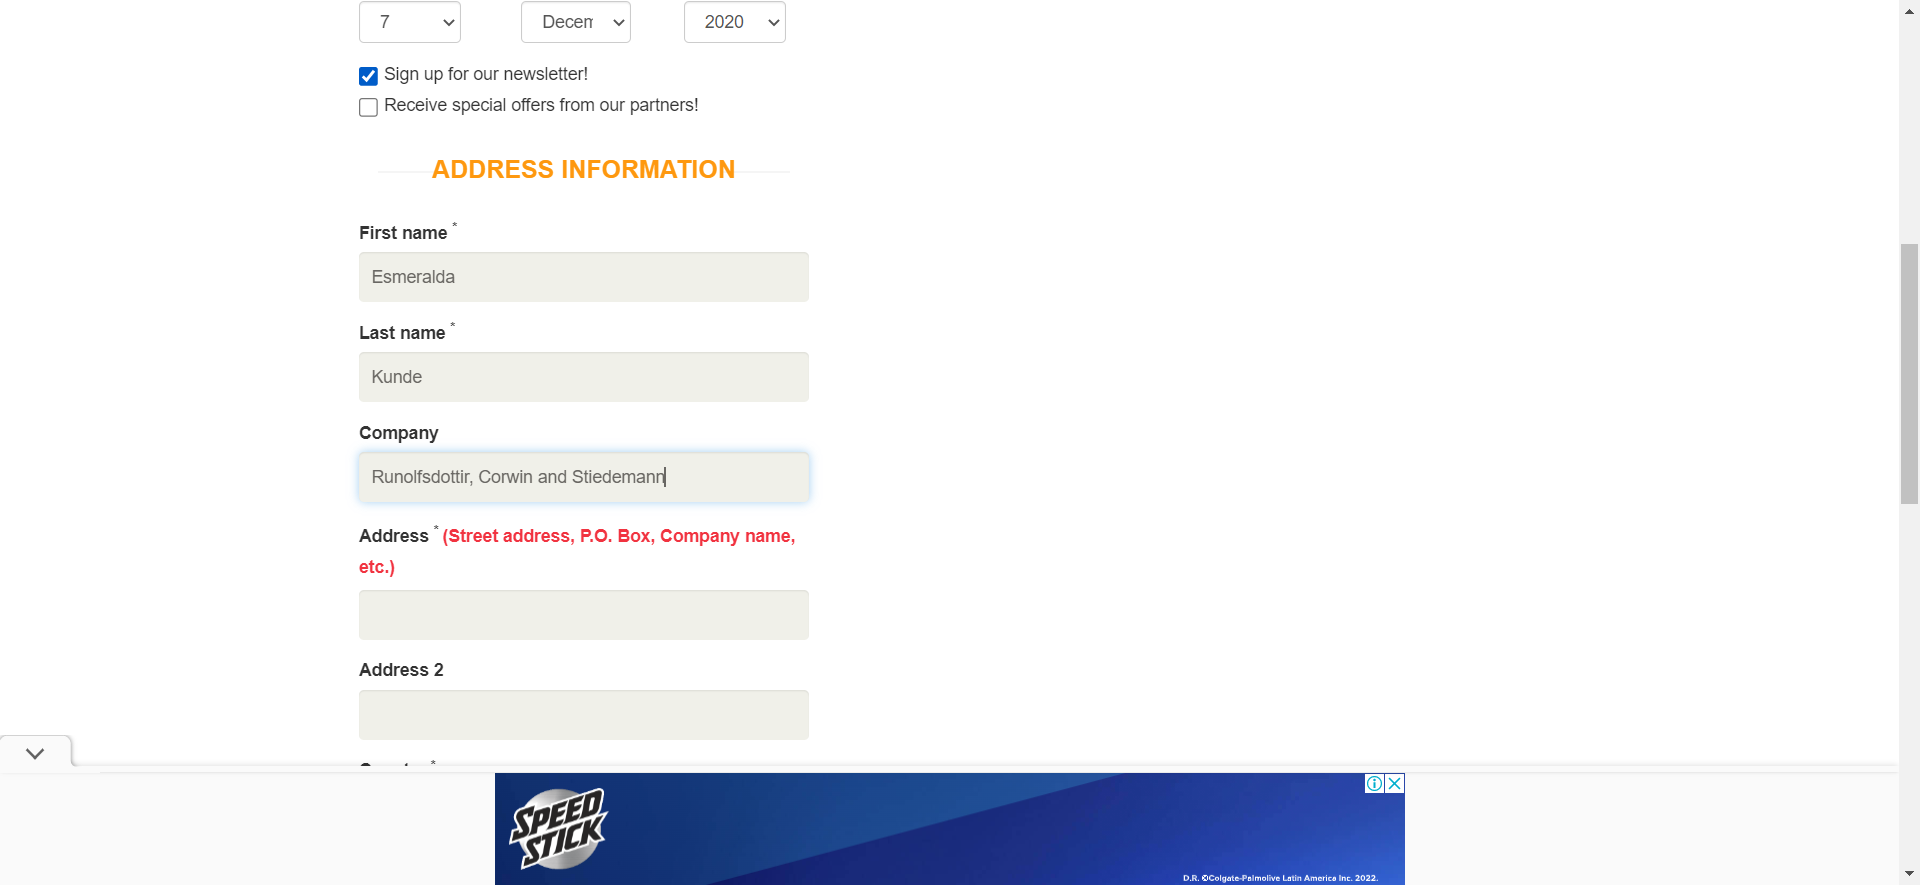 7 Decem 2020
Sign up for our newsletter!
Receive special offers from our partners!
ADDRESS INFORMATION
First name *
Esmeralda
Last name *
Kunde
Company
Runolfsdottir, Corwin and Stiedemann
Address * (Street address, P.O. Box, Company name,
etc.)
Address 2
SPEED
STICK
D.R. ©Colgate-Palmolive Latin America Inc. 2022.